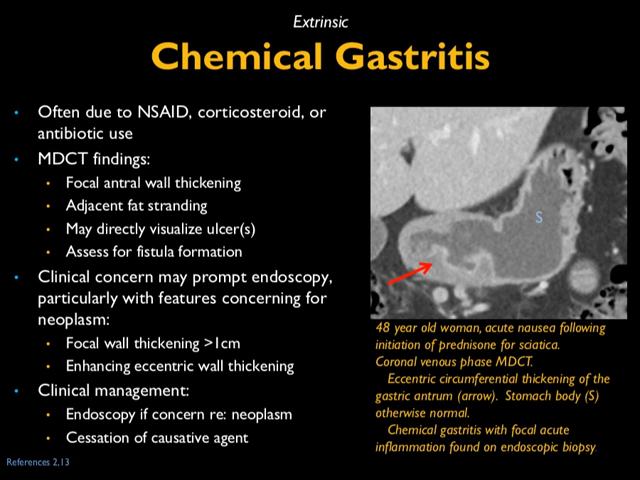 Extrinsic
Chemical Gastritis
• Often due to NSAID, corticosteroid, or
antibiotic use
• MDCT findings:
• Focal antral wall thickening
• Adjacent fat stranding
• May directly visualize ulcer(s)
• Assess for fistula formation
• Clinical concern may prompt endoscopy,
particularly with features concerning for
neoplasm:
• Focal wall thickening >1cm
• Enhancing eccentric wall thickening
• Clinical management:
• Endoscopy if concern re: neoplasm
• Cessation of causative agent
References 2,13
S
48 year old woman, acute nausea following
initiation of prednisone for sciatica.
Coronal venous phase MDCT.
Eccentric circumferential thickening of the
gastric antrum (arrow). Stomach body (S)
otherwise normal.
Chemical gastritis with focal acute
inflammation found on endoscopic biopsy.